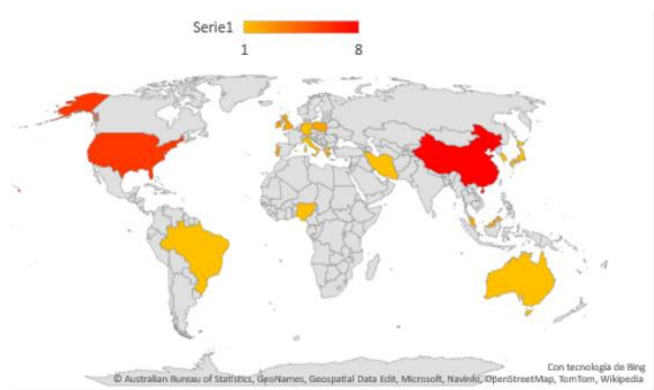 Serie1
1 8
Con tecnología de Bing
© Australian Bureau of Statistics, GeoNames, Geospatial Data Edit, Microsoft, Navinfo, OpenStreetMap, TomTom, Wikipedia